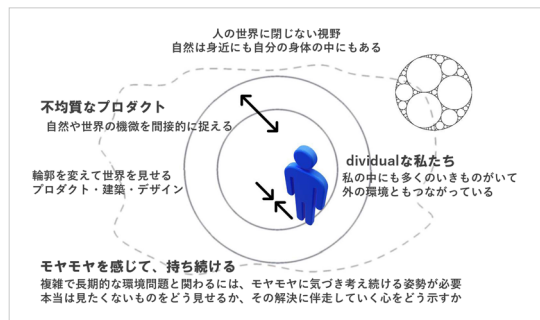 人の世界に閉じない視野
自然は身近にも自分の身体の中にもある
不均質なプロダクト
自然や世界の機微を間接的に捉える
輪郭を変えて世界を見せる
プロダクト・建築・デザイン
dividualな私たち
私の中にも多くのいきものがいて
外の環境ともつながっている
モヤモヤを感じて、持ち続ける
複雑で長期的な環境問題と関わるには、モヤモヤに気づき考え続ける姿勢が必要
本当は見たくないものをどう見せるか、その解決に伴走していく心をどう示すか